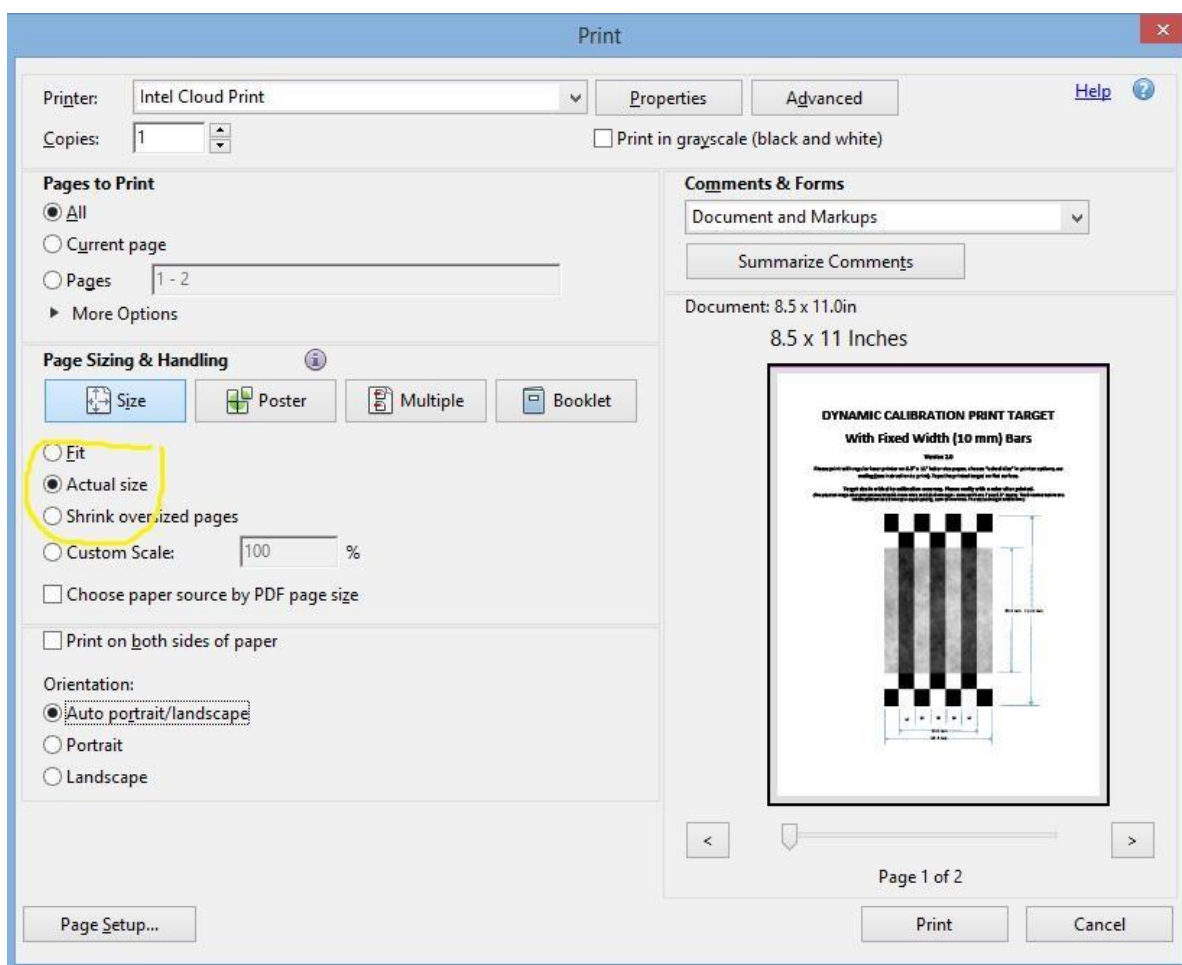 Print
Printer: Intel Cloud Print Properties Advanced Help
Copies: 1 Print in grayscale (black and white)
Pages to Print
All
Current page
Pages 1 - 2
More Options
Comments & Forms
Document and Markups
Summarize Comments
Page Sizing & Handling
Size Poster Multiple Booklet
Fit
Actual size
Shrink oversized pages
Custom Scale: 100 %
Choose paper source by PDF page size
Print on both sides of paper
Orientation:
Auto portrait/landscape
Portrait
Landscape
Document: 8.5 x 11.0in
8.5 x 11 Inches
DYNAMIC CALIBRATION PRINT TARGET
With Fixed Width (10 mm) Bars
Version 2.0
< >
Page 1 of 2
Page Setup... Print Cancel